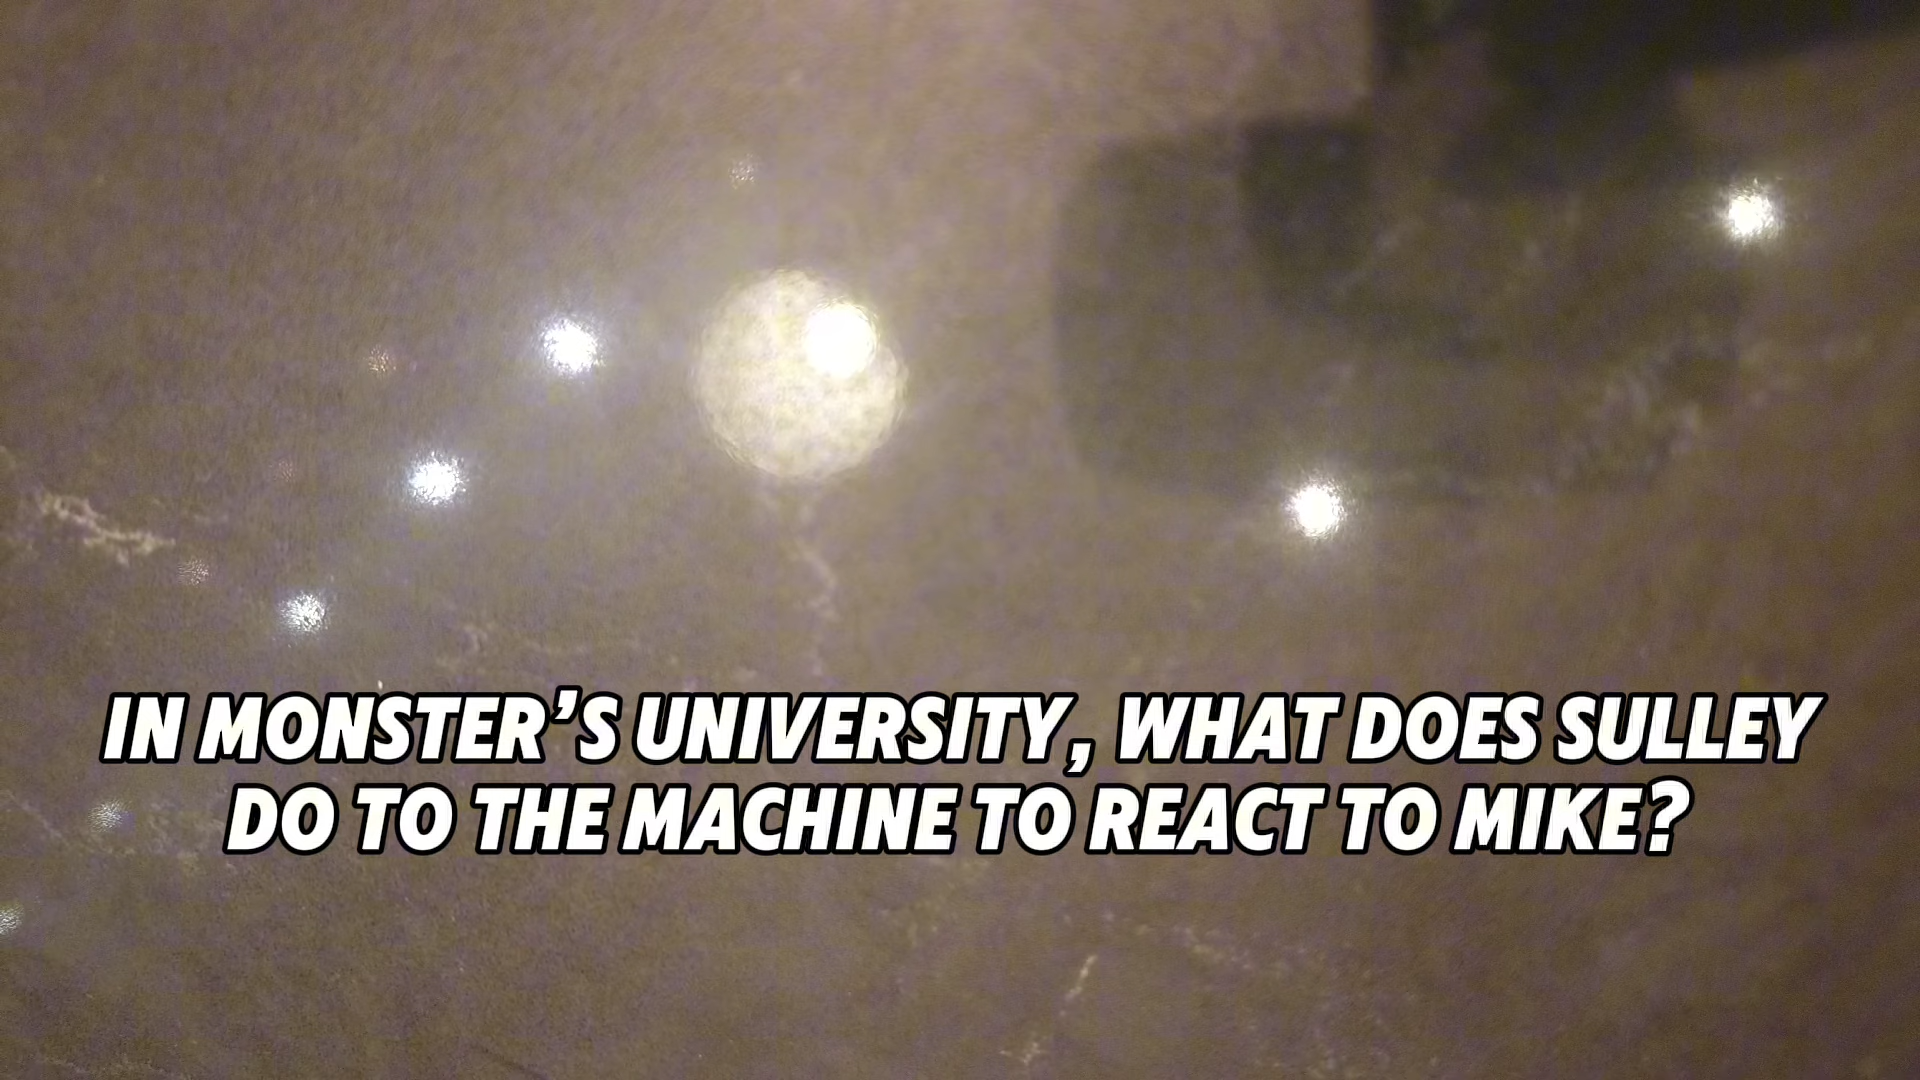 IN MONSTER’S UNIVERSITY, WHAT DOES SULLEY
DO TO THE MACHINE TO REACT TO MIKE?